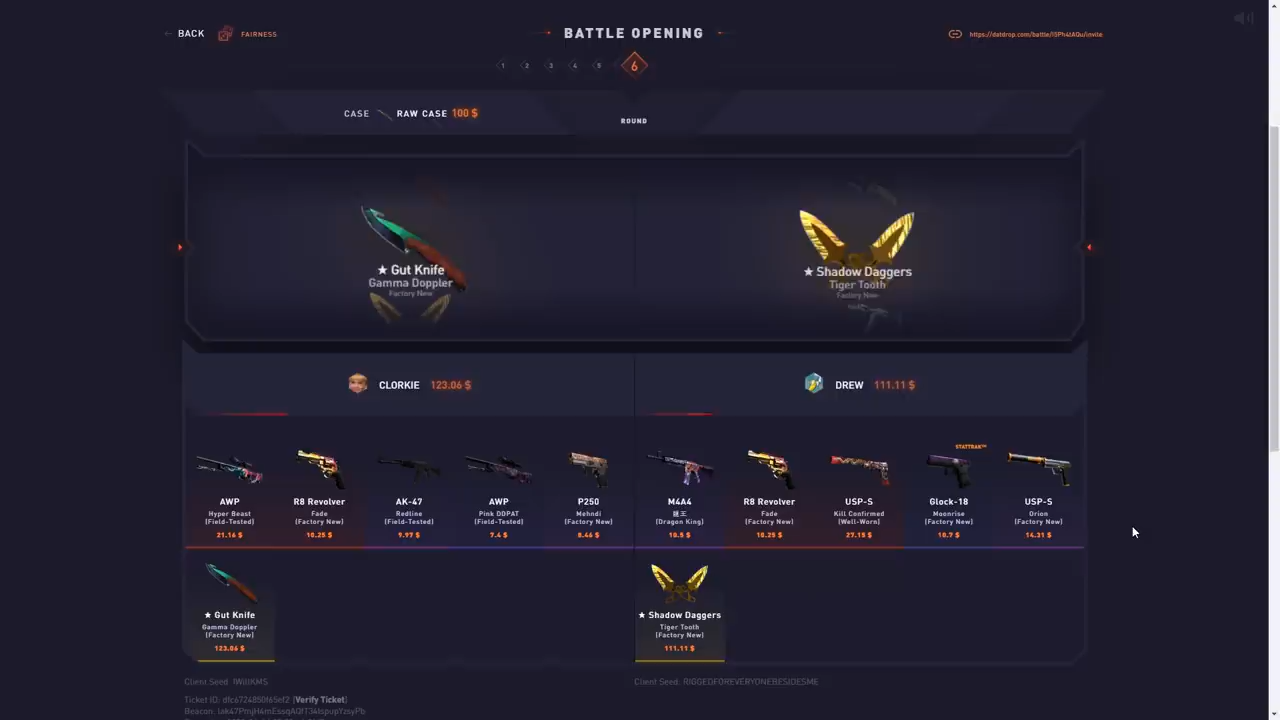 BACK
FAIRNESS
BATTLE OPENING
1 2 3 4 5 6
CASE RAW CASE 100 $
ROUND
★ Gut Knife
Gamma Doppler
Factory New
★ Shadow Daggers
Tiger Tooth
Factory New
CLORKIE 123.06 $
DREW 111.11 $
STATTRAK™
AWP R8 Revolver AK-47 AWP P250 M4A4 R8 Revolver USP-S Glock-18 USP-S
Hyper Beast Fade Redline Pink DDPAT Mehndi 龍王 Fade Kill Confirmed Moonrise Orion
(Field-Tested) (Factory New) (Field-Tested) (Field-Tested) (Factory New) (Dragon King) (Factory New) (Well-Worn) (Factory New) (Factory New)
21.16 $ 10.25 $ 9.97 $ 7.4 $ 8.46 $ 10.5 $ 10.25 $ 27.15 $ 10.7 $ 14.31 $
★ Gut Knife
Gamma Doppler
(Factory New)
123.06 $
★ Shadow Daggers
Tiger Tooth
(Factory New)
111.11 $
Client Seed: IWillKMS
Client Seed: RIGGEDFOREVERYONEBESIDESME
Ticket ID: dfc6724850f65ef2 (Verify Ticket)